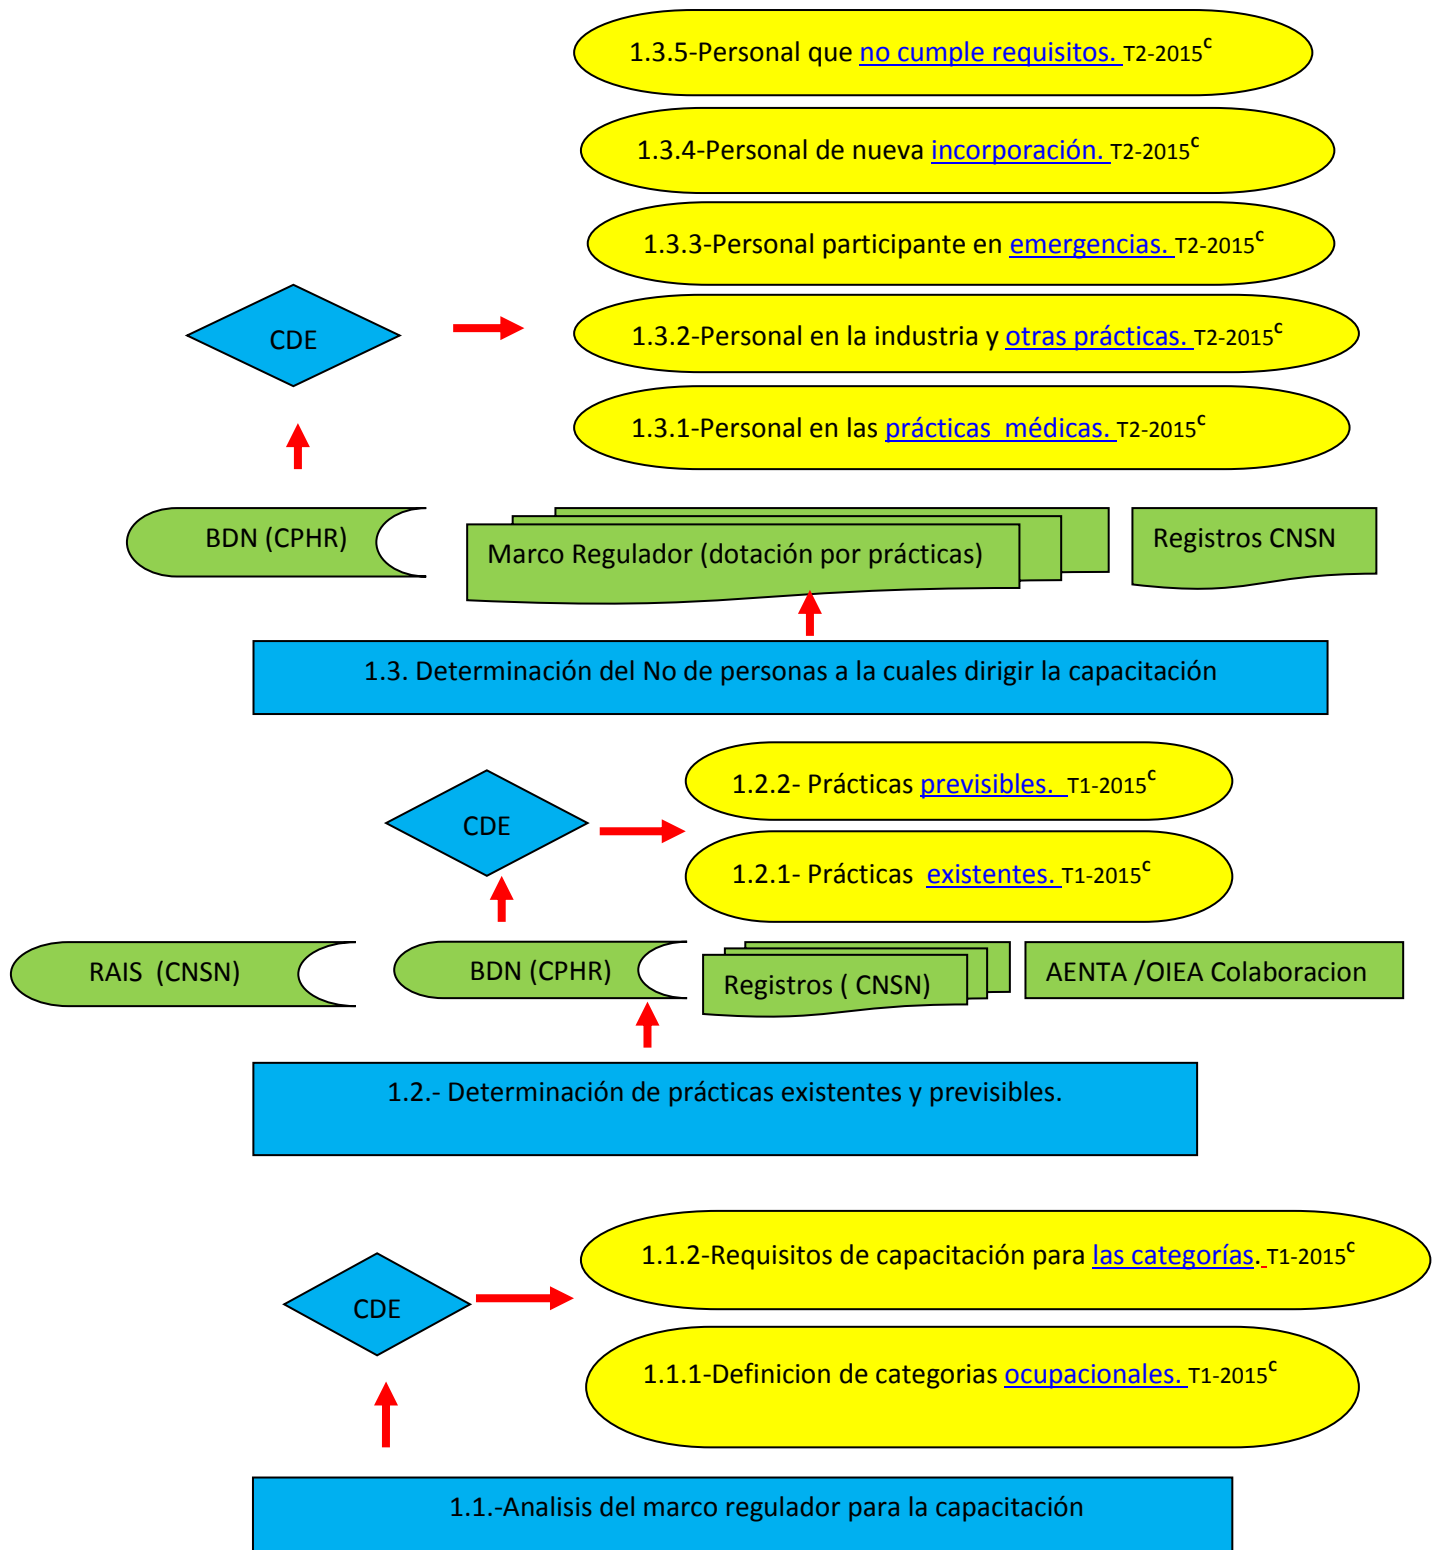 1.3.5-Personal que no cumple requisitos. T2-2015c
1.3.4-Personal de nueva incorporación. T2-2015c
1.3.3-Personal participante en emergencias. T2-2015c
CDE
1.3.2-Personal en la industria y otras prácticas. T2-2015c
1.3.1-Personal en las prácticas médicas. T2-2015c
BDN (CPHR)
Marco Regulador (dotación por prácticas)
Registros CNSN
1.3. Determinación del No de personas a la cuales dirigir la capacitación
1.2.2- Prácticas previsibles. T1-2015c
CDE
1.2.1- Prácticas existentes. T1-2015c
RAIS (CNSN)
BDN (CPHR)
Registros ( CNSN)
AENTA /OIEA Colaboracion
1.2.- Determinación de prácticas existentes y previsibles.
1.1.2-Requisitos de capacitación para las categorías. T1-2015c
CDE
1.1.1-Definicion de categorias ocupacionales. T1-2015c
1.1.-Analisis del marco regulador para la capacitación